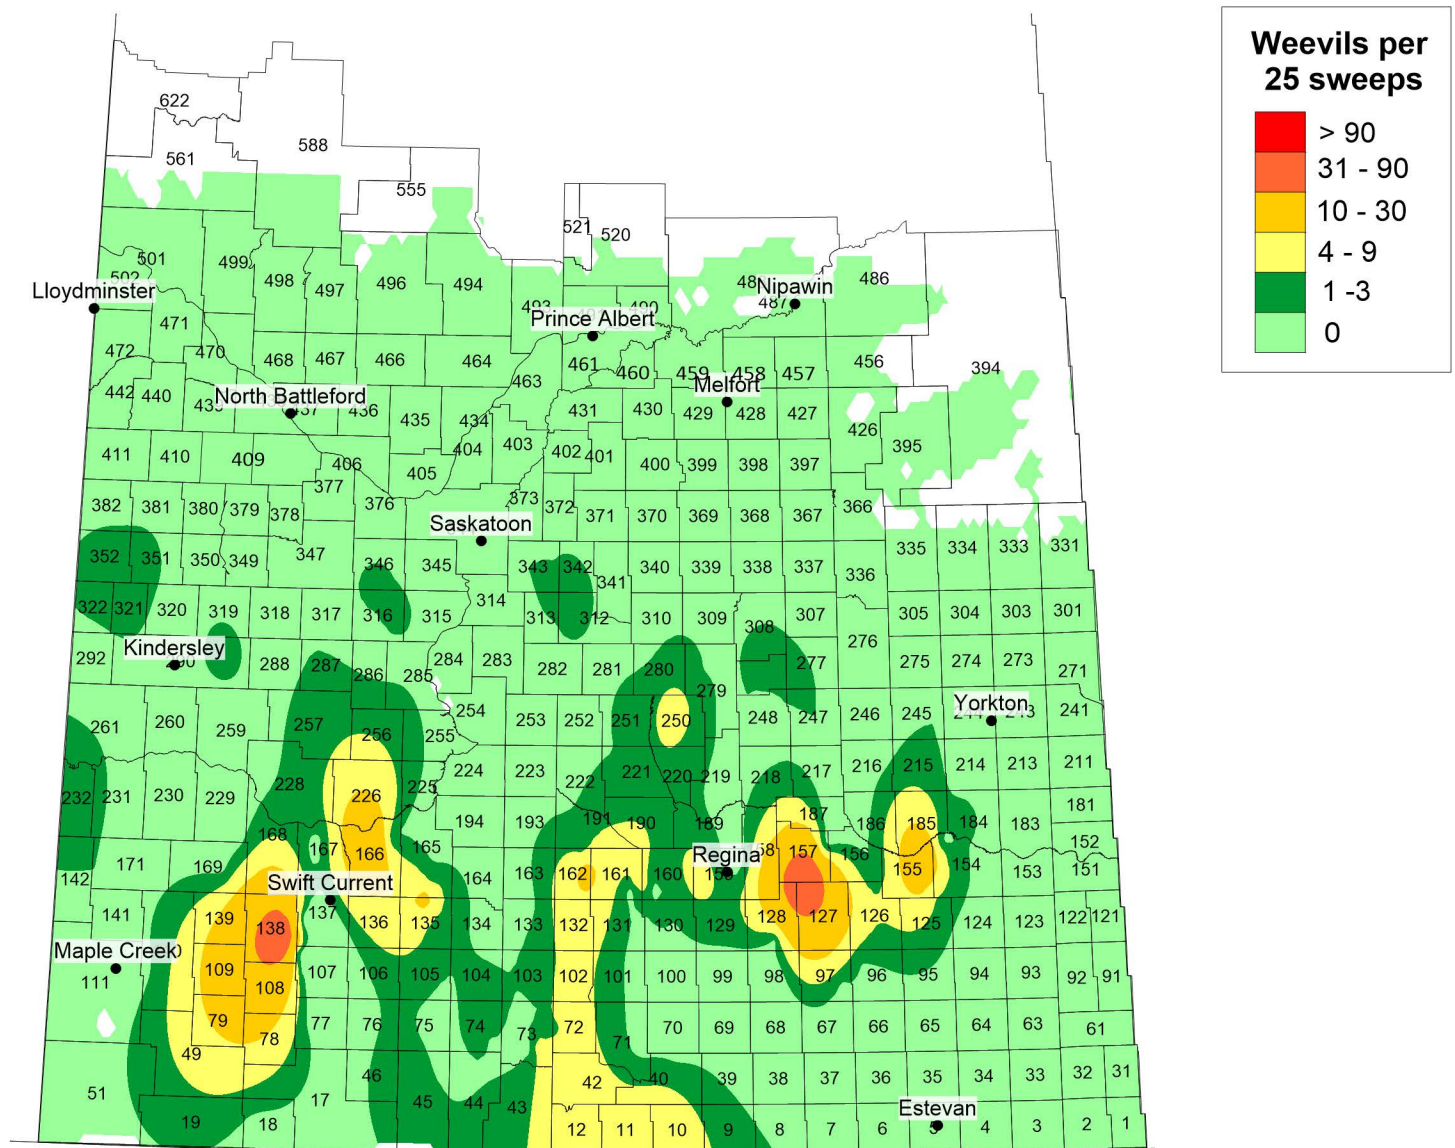 Weevils per
25 sweeps
> 90
31 - 90
10 - 30
4 - 9
1 -3
0
622
588
561
555
521 520
501 499 498 497 496 494 486
502
Lloydminster
Nipawin
487
Prince Albert
471 470 472
468 467 466 464 463 461 460 459 458 457 456 394
Melfort
442 440 North Battleford 436 435 434 431 430 429 428 427 426 395
411 410 409 406 405 404 403 402 401 400 399 398 397
377
382 381 380 379 378 376 373 372 371 370 369 368 367 366
Saskatoon
352 351 350 349 347 346 345 343 342 341 340 339 338 337 336 335 334 333 331
322 321 320 319 318 317 316 315 314 313 312 310 309 308 307 305 304 303 301
276
Kindersley
292 288 287 286 285 284 283 282 281 280 279 277 275 274 273 271
261 260 259 257 256 255 254 253 252 251 250 248 247 246 245 Yorkton 241
232 231 230 229 228 226 225 224 223 222 221 220 219 218 217 216 215 214 213 211
168 167 166 165 194 193 191 190 189 187 186 185 184 183 181
152
142 171 169 164 162 161 160 Regina 157 156 155 154 153 151
Swift Current
141 139 138 137 136 135 134 133 132 131 130 129 128 127 126 125 124 123 122 121
Maple Creek
111 109 108 107 106 105 104 103 102 101 100 99 98 97 96 95 94 93 92 91
79 78 77 76 75 74 73 72 71 70 69 68 67 66 65 64 63 61
49
51 46 45 44 43 42 40 39 38 37 36 35 34 33 32 31
Estevan
19 18 17 12 11 10 9 8 7 6 5 4 3 2 1